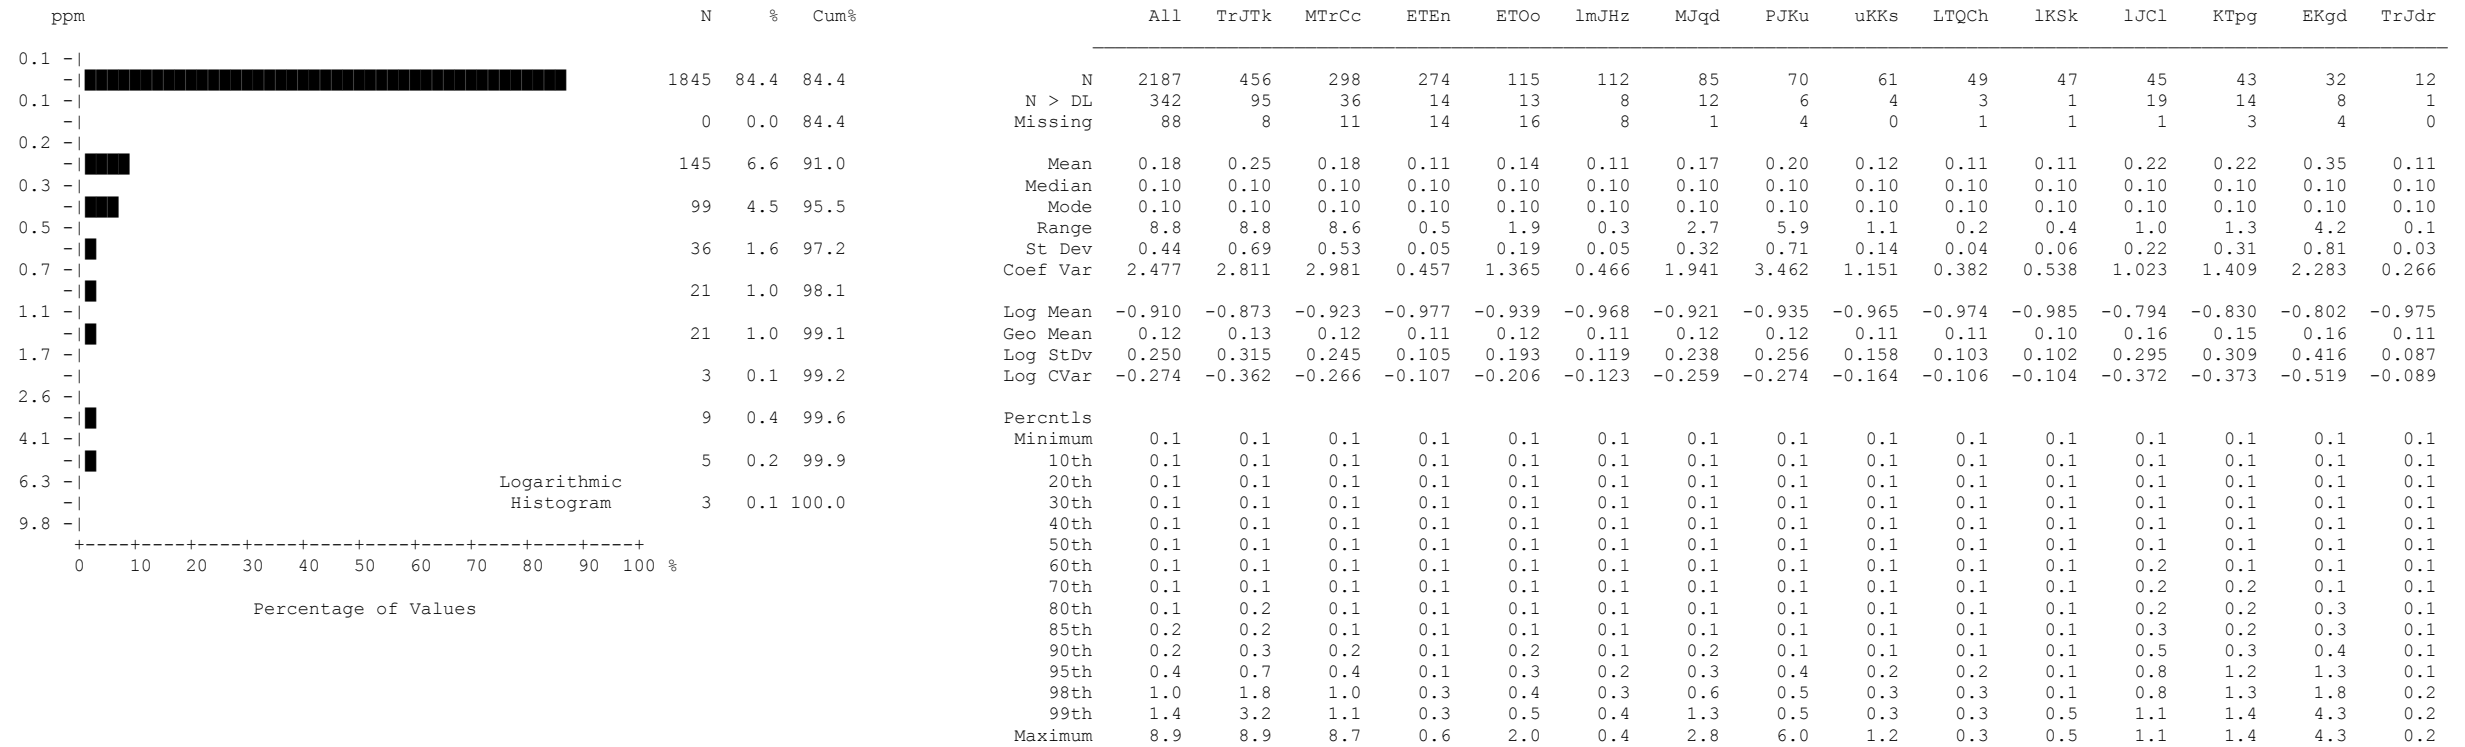 ppm N % Cum% All TrJTk MTrCc ETEn ETOo lmJHz MJqd PJKu uKKs LTQCh lKSk lJCl KTpg EKgd TrJdr
0.1 -|
-| 1845 84.4 84.4 N 2187 456 298 274 115 112 85 70 61 49 47 45 43 32 12
0.1 -| N > DL 342 95 36 14 13 8 12 6 4 3 1 19 14 8 1
-| 0 0.0 84.4 Missing 88 8 11 14 16 8 1 4 0 1 1 1 3 4 0
0.2 -|
-| 145 6.6 91.0 Mean 0.18 0.25 0.18 0.11 0.14 0.11 0.17 0.20 0.12 0.11 0.11 0.22 0.22 0.35 0.11
0.3 -| Median 0.10 0.10 0.10 0.10 0.10 0.10 0.10 0.10 0.10 0.10 0.10 0.10 0.10 0.10 0.10
-| 99 4.5 95.5 Mode 0.10 0.10 0.10 0.10 0.10 0.10 0.10 0.10 0.10 0.10 0.10 0.10 0.10 0.10 0.10
0.5 -| Range 8.8 8.8 8.6 0.5 1.9 0.3 2.7 5.9 1.1 0.2 0.4 1.0 1.3 4.2 0.1
-| 36 1.6 97.2 St Dev 0.44 0.69 0.53 0.05 0.19 0.05 0.32 0.71 0.14 0.04 0.06 0.22 0.31 0.81 0.03
0.7 -| Coef Var 2.477 2.811 2.981 0.457 1.365 0.466 1.941 3.462 1.151 0.382 0.538 1.023 1.409 2.283 0.266
-| 21 1.0 98.1
1.1 -| Log Mean -0.910 -0.873 -0.923 -0.977 -0.939 -0.968 -0.921 -0.935 -0.965 -0.974 -0.985 -0.794 -0.830 -0.802 -0.975
-| 21 1.0 99.1 Geo Mean 0.12 0.13 0.12 0.11 0.12 0.11 0.12 0.12 0.11 0.11 0.10 0.16 0.15 0.16 0.11
1.7 -| Log StDv 0.250 0.315 0.245 0.105 0.193 0.119 0.238 0.256 0.158 0.103 0.102 0.295 0.309 0.416 0.087
-| 3 0.1 99.2 Log CVar -0.274 -0.362 -0.266 -0.107 -0.206 -0.123 -0.259 -0.274 -0.164 -0.106 -0.104 -0.372 -0.373 -0.519 -0.089
2.6 -|
-| 9 0.4 99.6 Percntls
4.1 -| Minimum 0.1 0.1 0.1 0.1 0.1 0.1 0.1 0.1 0.1 0.1 0.1 0.1 0.1 0.1 0.1
-| 5 0.2 99.9 10th 0.1 0.1 0.1 0.1 0.1 0.1 0.1 0.1 0.1 0.1 0.1 0.1 0.1 0.1 0.1
6.3 -| Logarithmic 20th 0.1 0.1 0.1 0.1 0.1 0.1 0.1 0.1 0.1 0.1 0.1 0.1 0.1 0.1 0.1
-| Histogram 3 0.1 100.0 30th 0.1 0.1 0.1 0.1 0.1 0.1 0.1 0.1 0.1 0.1 0.1 0.1 0.1 0.1 0.1
9.8 -| 40th 0.1 0.1 0.1 0.1 0.1 0.1 0.1 0.1 0.1 0.1 0.1 0.1 0.1 0.1 0.1
+----+----+----+----+----+----+----+----+----+----+ 50th 0.1 0.1 0.1 0.1 0.1 0.1 0.1 0.1 0.1 0.1 0.1 0.1 0.1 0.1 0.1
0 10 20 30 40 50 60 70 80 90 100 % 60th 0.1 0.1 0.1 0.1 0.1 0.1 0.1 0.1 0.1 0.1 0.1 0.2 0.1 0.1 0.1
70th 0.1 0.1 0.1 0.1 0.1 0.1 0.1 0.1 0.1 0.1 0.1 0.2 0.2 0.1 0.1
Percentage of Values 80th 0.1 0.2 0.1 0.1 0.1 0.1 0.1 0.1 0.1 0.1 0.1 0.2 0.2 0.3 0.1
85th 0.2 0.2 0.1 0.1 0.1 0.1 0.1 0.1 0.1 0.1 0.1 0.3 0.2 0.3 0.1
90th 0.2 0.3 0.2 0.1 0.2 0.1 0.2 0.1 0.1 0.1 0.1 0.5 0.3 0.4 0.1
95th 0.4 0.7 0.4 0.1 0.3 0.2 0.3 0.4 0.2 0.2 0.1 0.8 1.2 1.3 0.1
98th 1.0 1.8 1.0 0.3 0.4 0.3 0.6 0.5 0.3 0.3 0.1 0.8 1.3 1.8 0.2
99th 1.4 3.2 1.1 0.3 0.5 0.4 1.3 0.5 0.3 0.3 0.5 1.1 1.4 4.3 0.2
Maximum 8.9 8.9 8.7 0.6 2.0 0.4 2.8 6.0 1.2 0.3 0.5 1.1 1.4 4.3 0.2